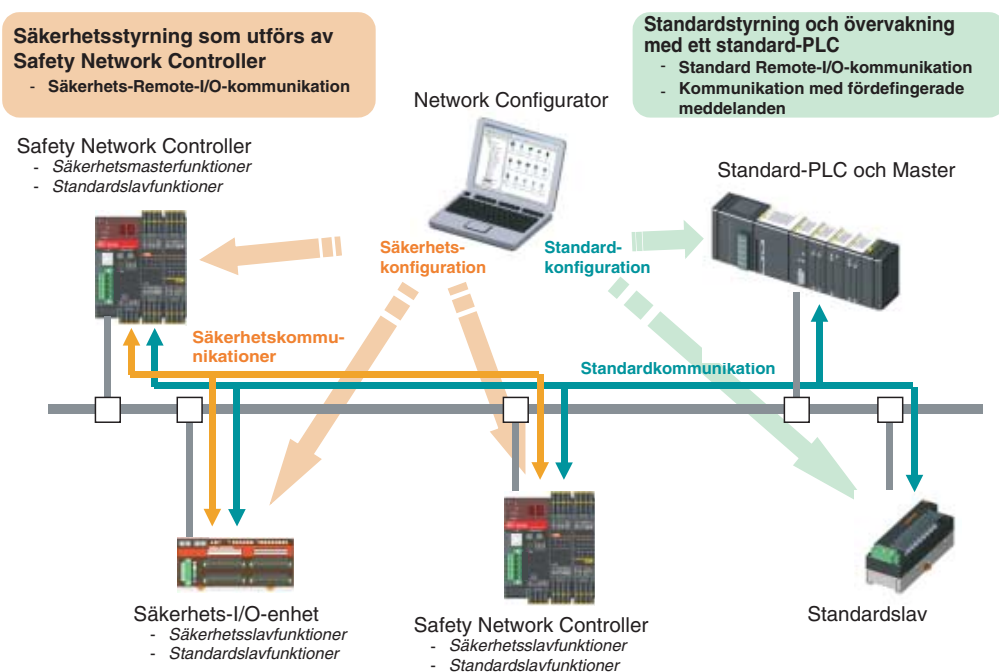 Säkerhetsstyrning som utförs av
Safety Network Controller
- Säkerhets-Remote-I/O-kommunikation
Standardstyrning och övervakning
med ett standard-PLC
- Standard Remote-I/O-kommunikation
- Kommunikation med fördefingerade
meddelanden
Network Configurator
Safety Network Controller
- Säkerhetsmasterfunktioner
- Standardslavfunktioner
Standard-PLC och Master
Säkerhets-
konfiguration
Standard-
konfiguration
Säkerhetskommu-
nikationer
Standardkommunikation
Säkerhets-I/O-enhet
- Säkerhetsslavfunktioner
- Standardslavfunktioner
Safety Network Controller
- Säkerhetsslavfunktioner
- Standardslavfunktioner
Standardslav